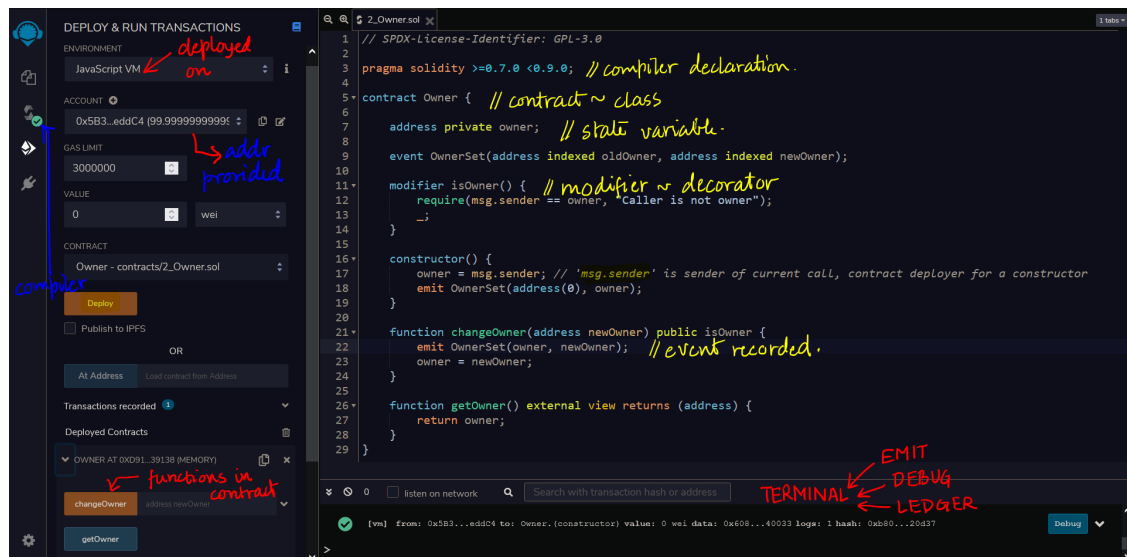 DEPLOY & RUN TRANSACTIONS
ENVIRONMENT
deployed on
JavaScript VM
i
ACCOUNT
0x5B3...eddC4 (99.99999999999
addr provided
GAS LIMIT
3000000
VALUE
0
wei
CONTRACT
Owner - contracts/2_Owner.sol
compiler
Deploy
Publish to IPFS
OR
At Address
Load contract from Address
Transactions recorded 1
Deployed Contracts
OWNER AT 0XD91...39138 (MEMORY)
functions in contract
changeOwner
address newOwner
getOwner
2_Owner.sol
1 tabs
1 // SPDX-License-Identifier: GPL-3.0
2
3 pragma solidity >=0.7.0 <0.9.0; // compiler declaration.
4
5 contract Owner { // contract ~ class
6
7 address private owner; // state variable.
8
9 event OwnerSet(address indexed oldOwner, address indexed newOwner);
10
11 modifier isOwner() { // modifier ~ decorator
12 require(msg.sender == owner, "Caller is not owner");
13 _;
14 }
15
16 constructor() {
17 owner = msg.sender; // 'msg.sender' is sender of current call, contract deployer for a constructor
18 emit OwnerSet(address(0), owner);
19 }
20
21 function changeOwner(address newOwner) public isOwner {
22 emit OwnerSet(owner, newOwner); // event recorded.
23 owner = newOwner;
24 }
25
26 function getOwner() external view returns (address) {
27 return owner;
28 }
29 }
EMIT
TERMINAL DEBUG
LEDGER
0 listen on network Search with transaction hash or address
[vm] from: 0x5B3...eddC4 to: Owner.(constructor) value: 0 wei data: 0x608...40033 logs: 1 hash: 0xb80...20d37 Debug
>